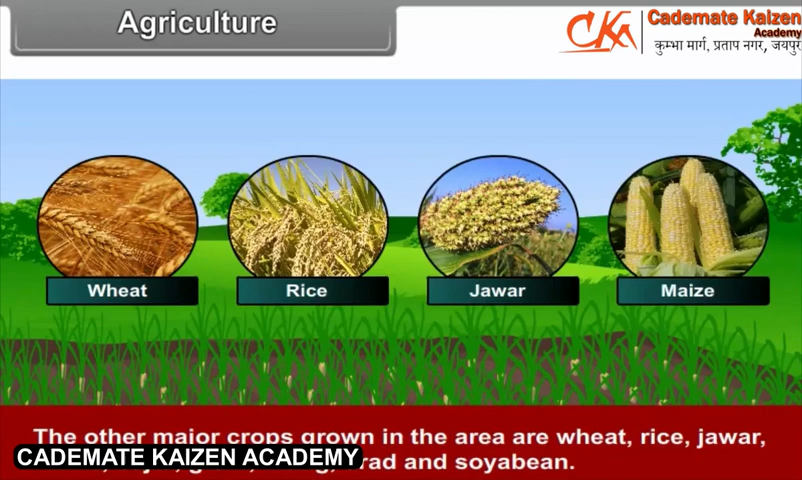 Agriculture
CKA
Cademate Kaizen
Academy
कुम्भा मार्ग, प्रताप नगर, जयपुर
Wheat
Rice
Jawar
Maize
The other major crops grown in the area are wheat, rice, jawar,
and soyabean.
CADEMATE KAIZEN ACADEMY